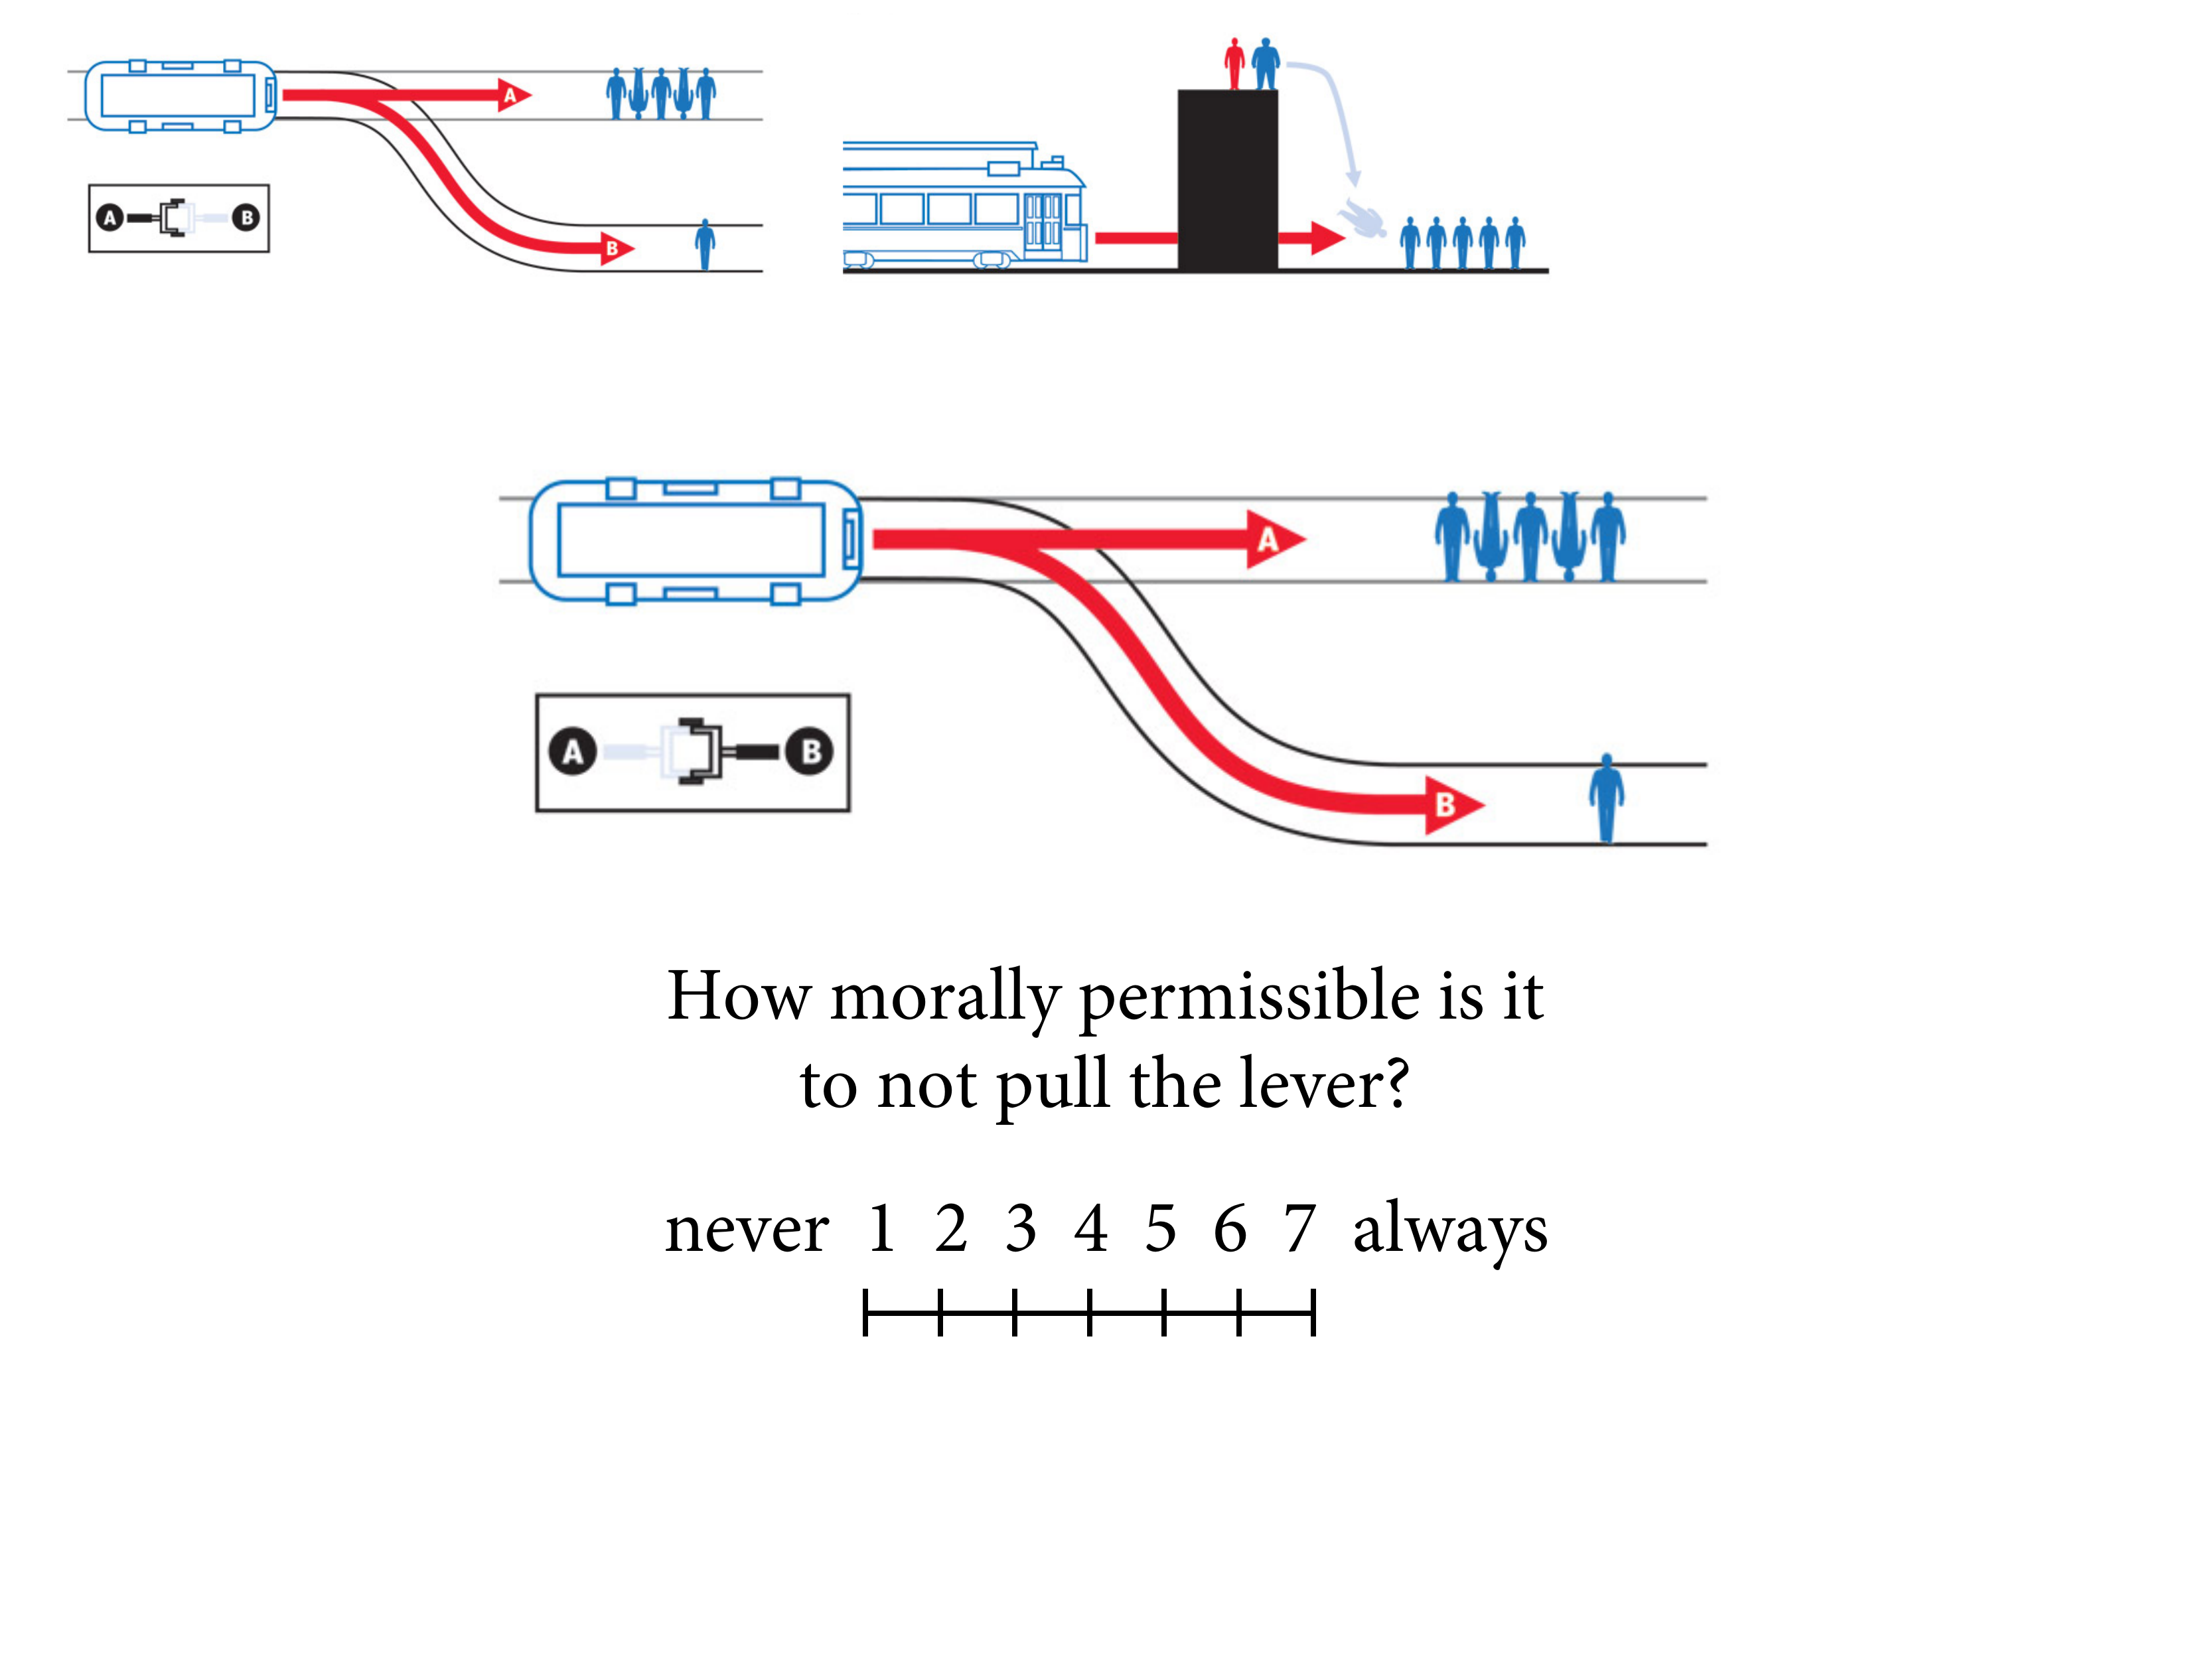 A
A B
B
A
A B
B
How morally permissible is it
to not pull the lever?
never 1 2 3 4 5 6 7 always